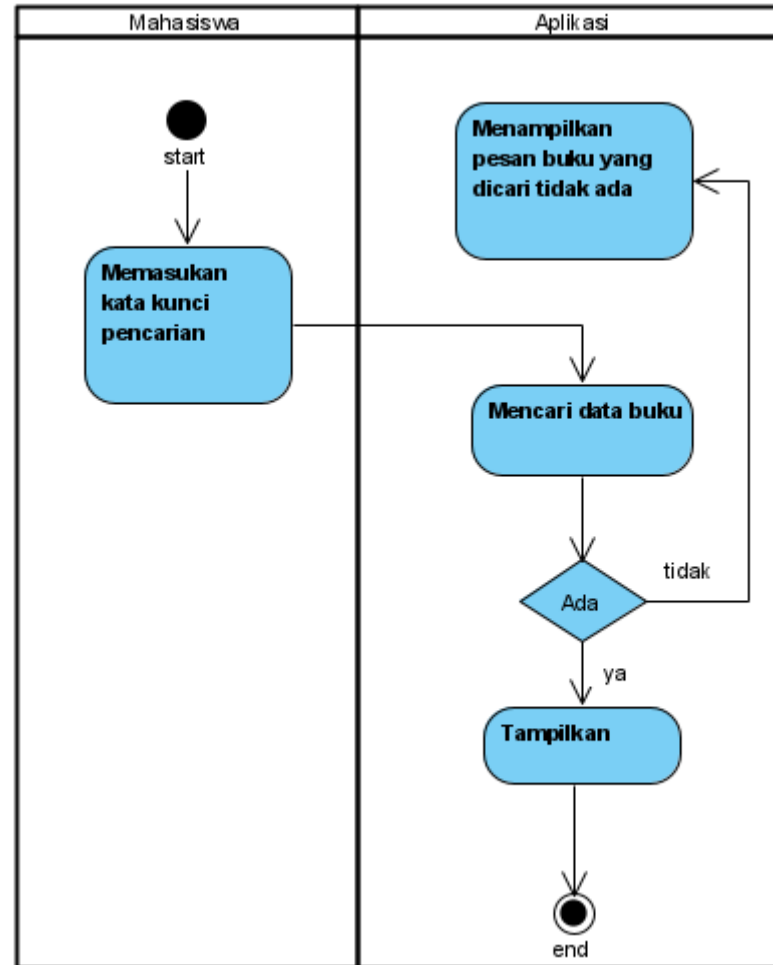 Mahasiswa
Aplikasi
start
Menampilkan
pesan buku yang
dicari tidak ada
Memasukan
kata kunci
pencarian
Mencari data buku
Ada
tidak
ya
Tampilkan
end